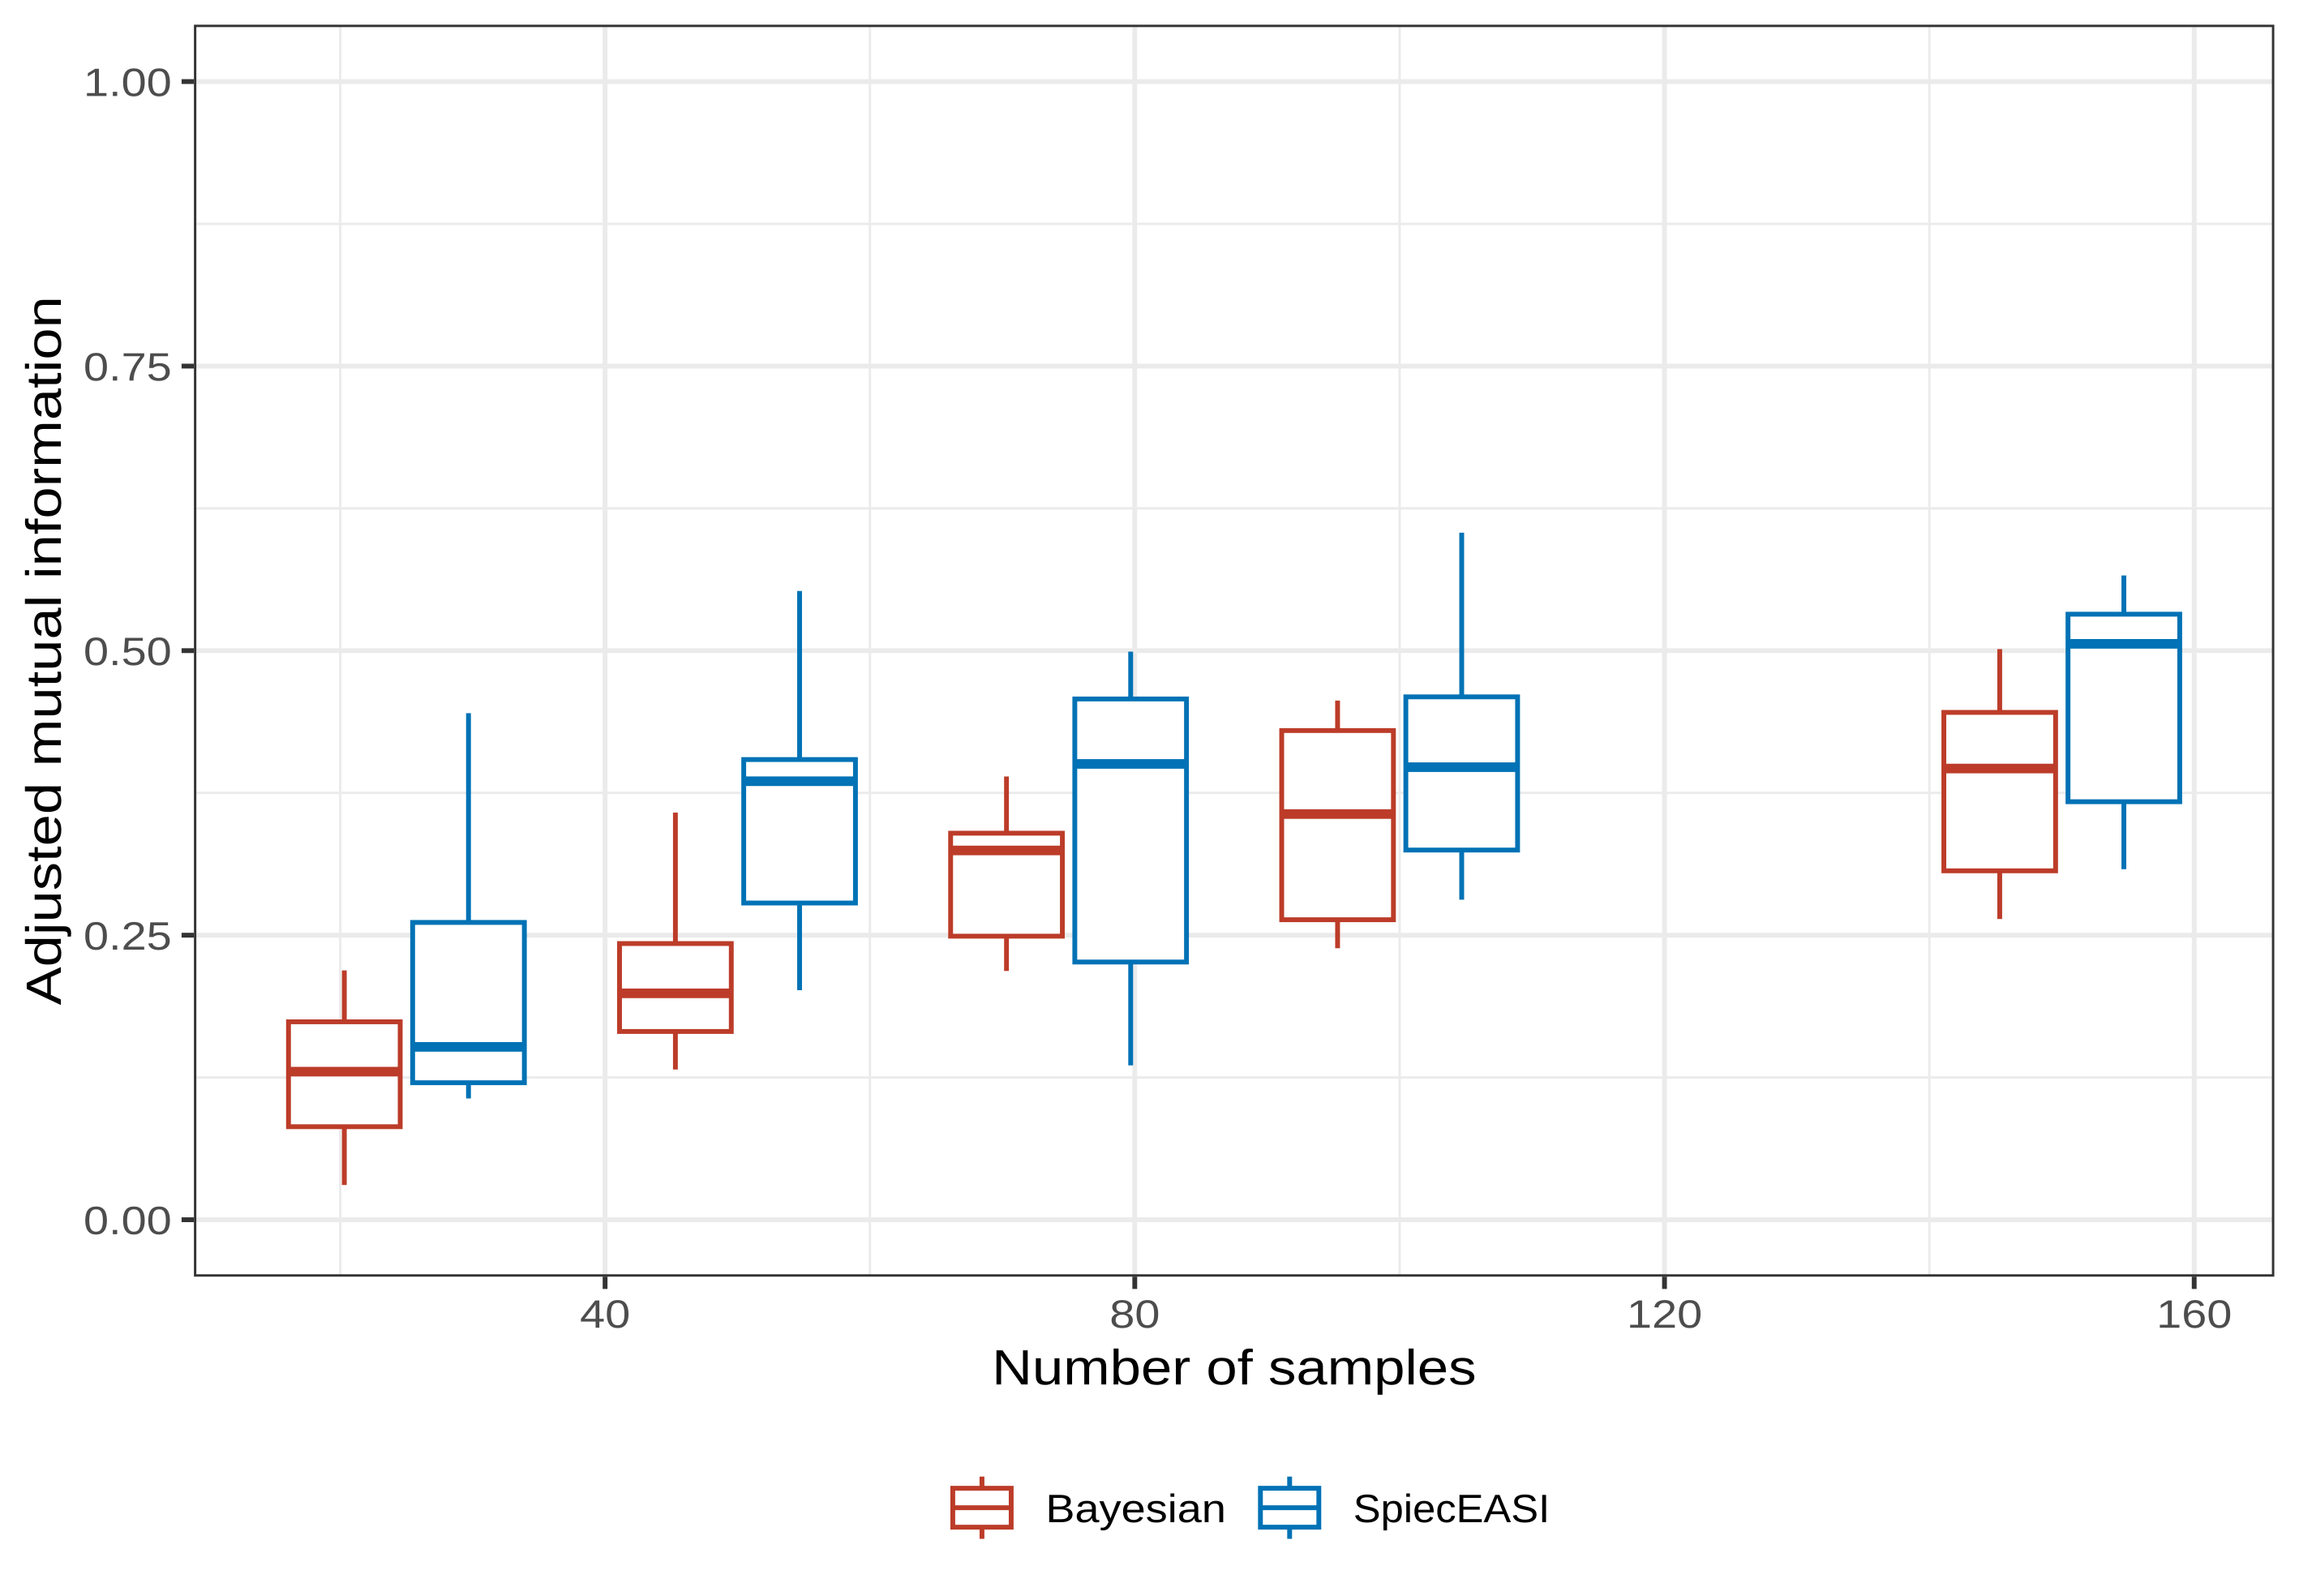 1.00
0.75
0.50
0.25
0.00
Adjusted mutual information
40 80 120 160
Number of samples
Bayesian SpiecEASI